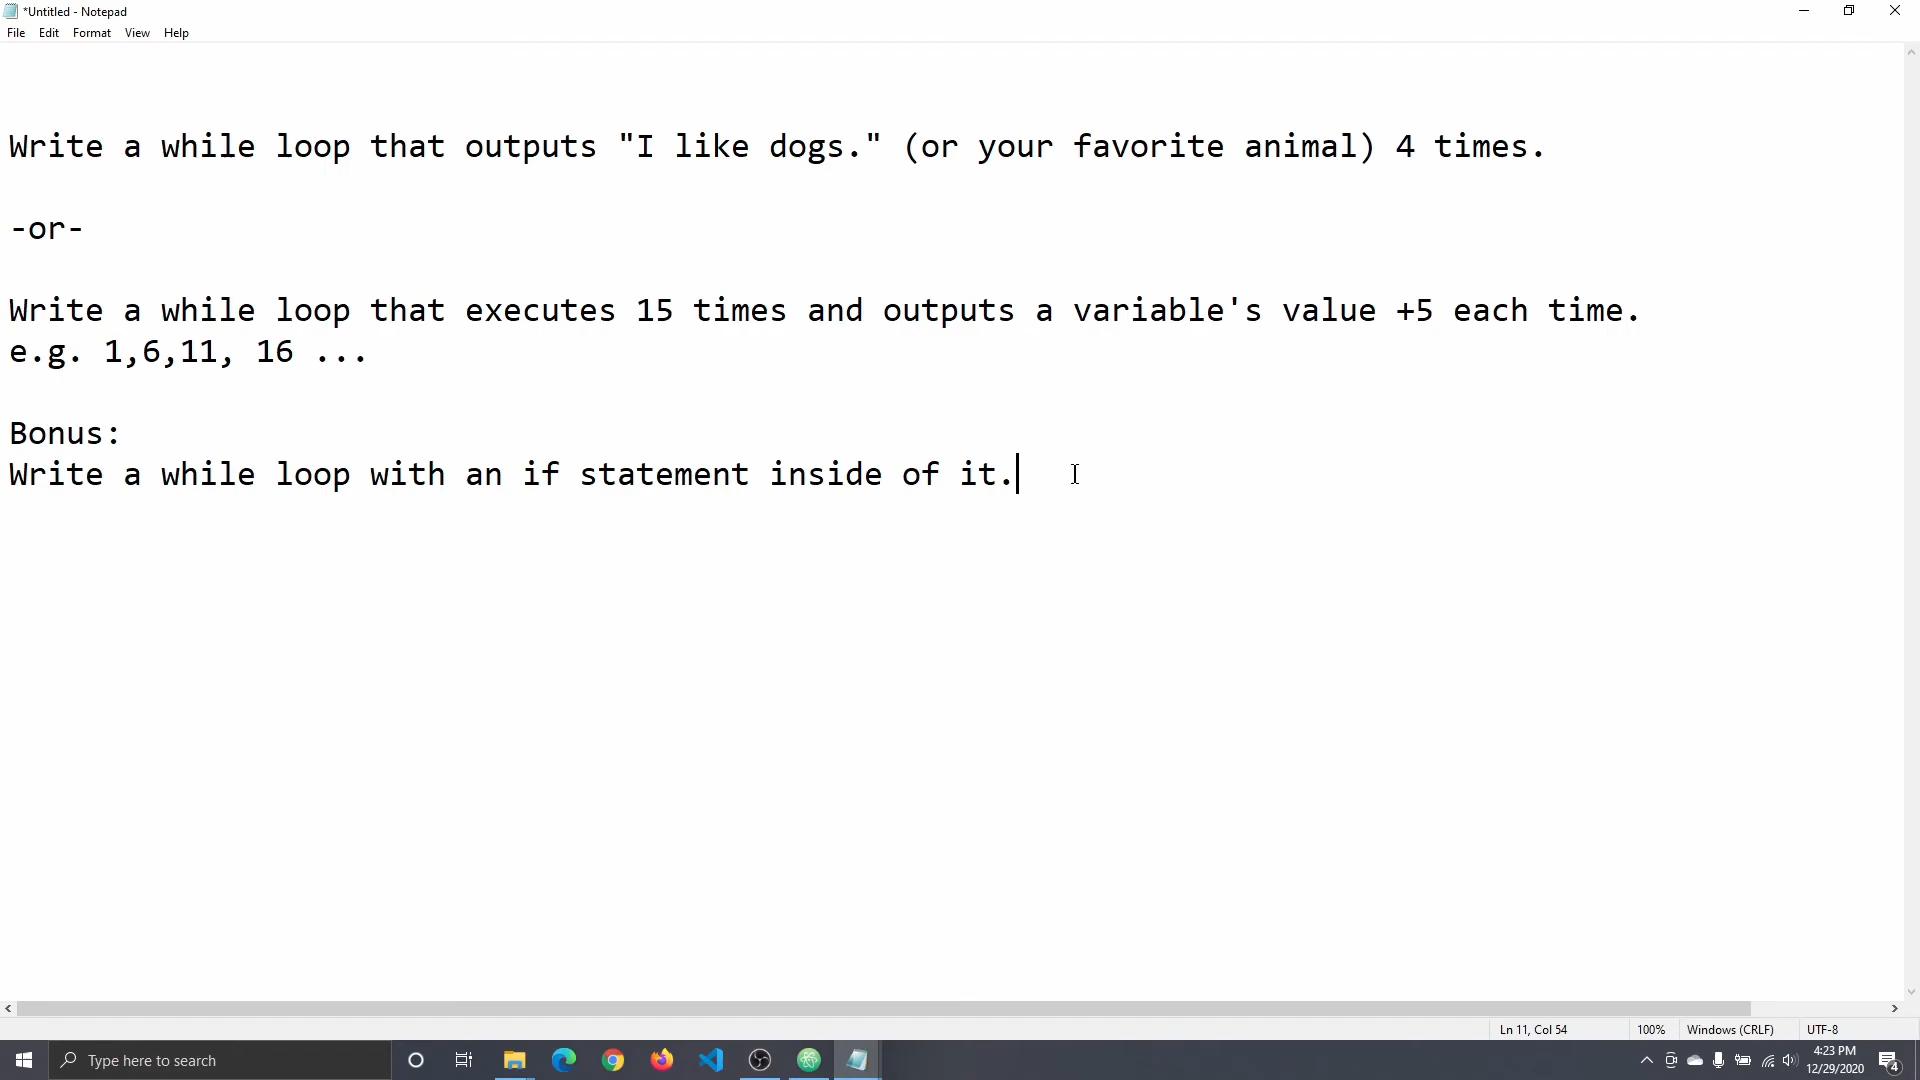 *Untitled - Notepad
File Edit Format View Help
Write a while loop that outputs "I like dogs." (or your favorite animal) 4 times.
-or-
Write a while loop that executes 15 times and outputs a variable's value +5 each time.
e.g. 1,6,11, 16 ...
Bonus:
Write a while loop with an if statement inside of it.
Ln 11, Col 54 100% Windows (CRLF) UTF-8
Type here to search
4:23 PM
12/29/2020
4